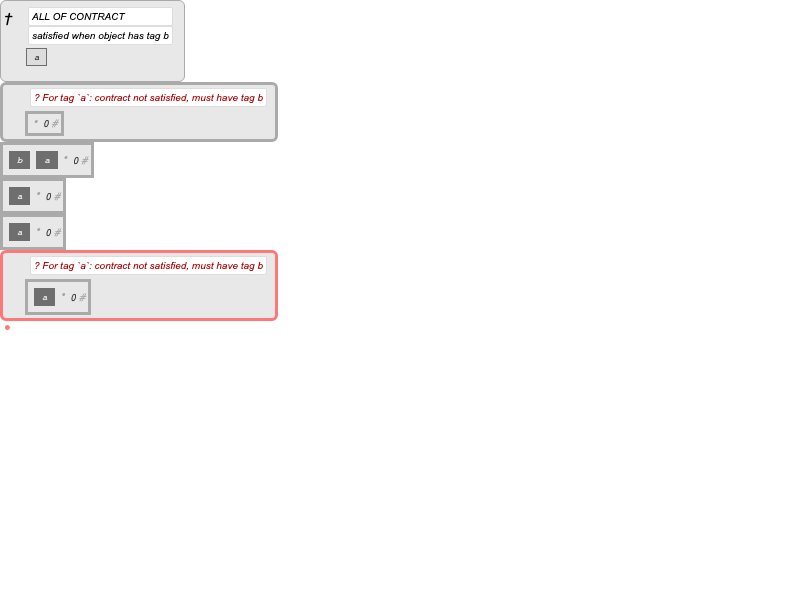 † ALL OF CONTRACT
satisfied when object has tag b
a
? For tag `a`: contract not satisfied, must have tag b
* 0 #
b a * 0 #
a * 0 #
a * 0 #
? For tag `a`: contract not satisfied, must have tag b
a * 0 #